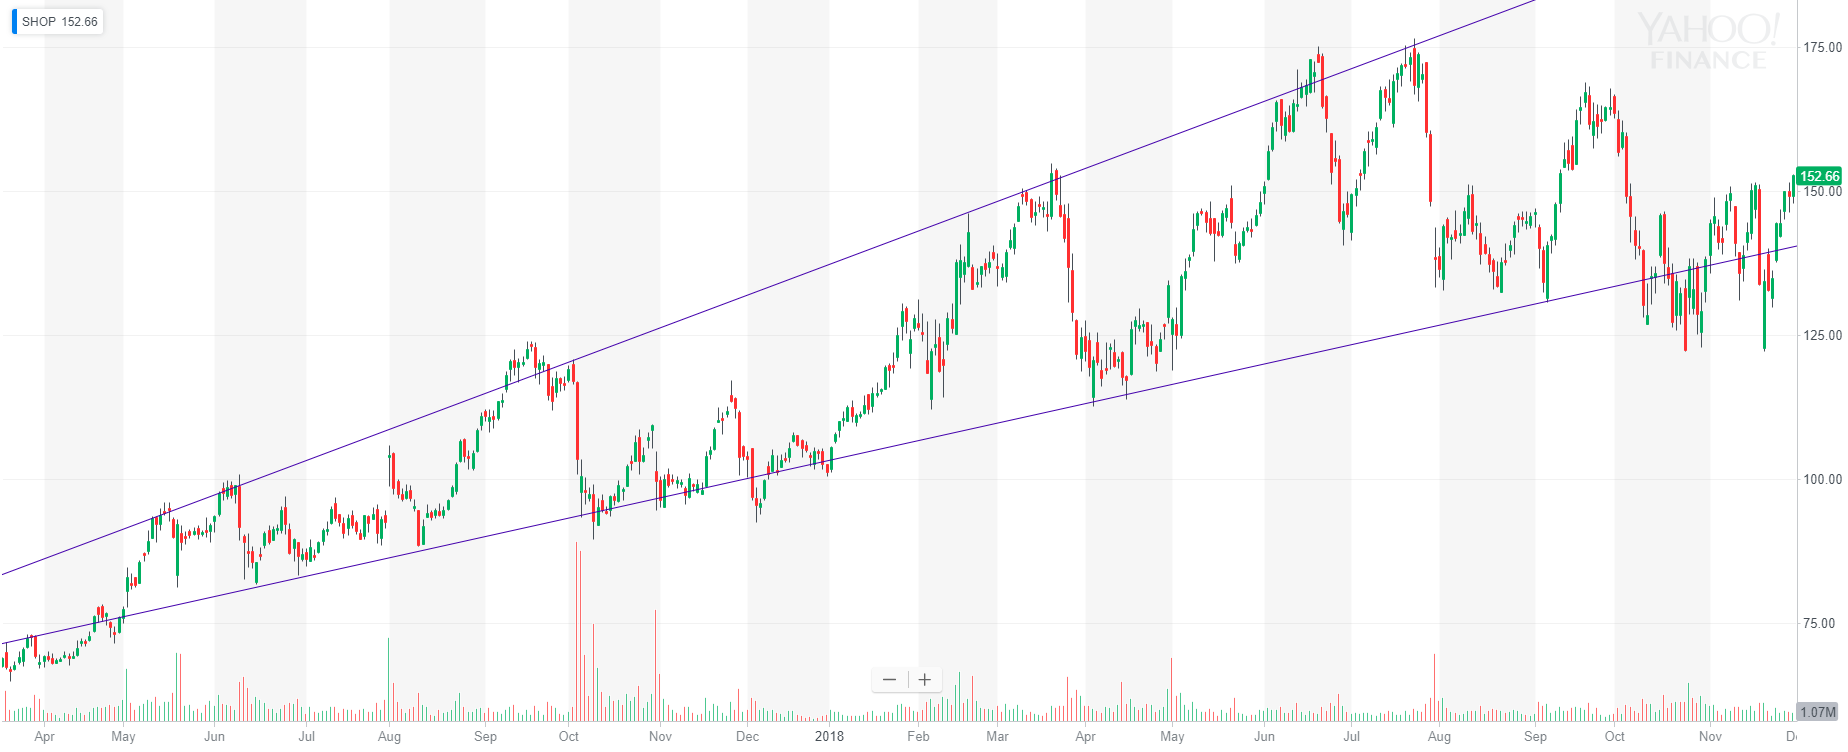 SHOP 152.66
YAHOO!
FINANCE
175.00
152.66
150.00
125.00
100.00
75.00
1.07M
− +
Apr May Jun Jul Aug Sep Oct Nov Dec 2018 Feb Mar Apr May Jun Jul Aug Sep Oct Nov